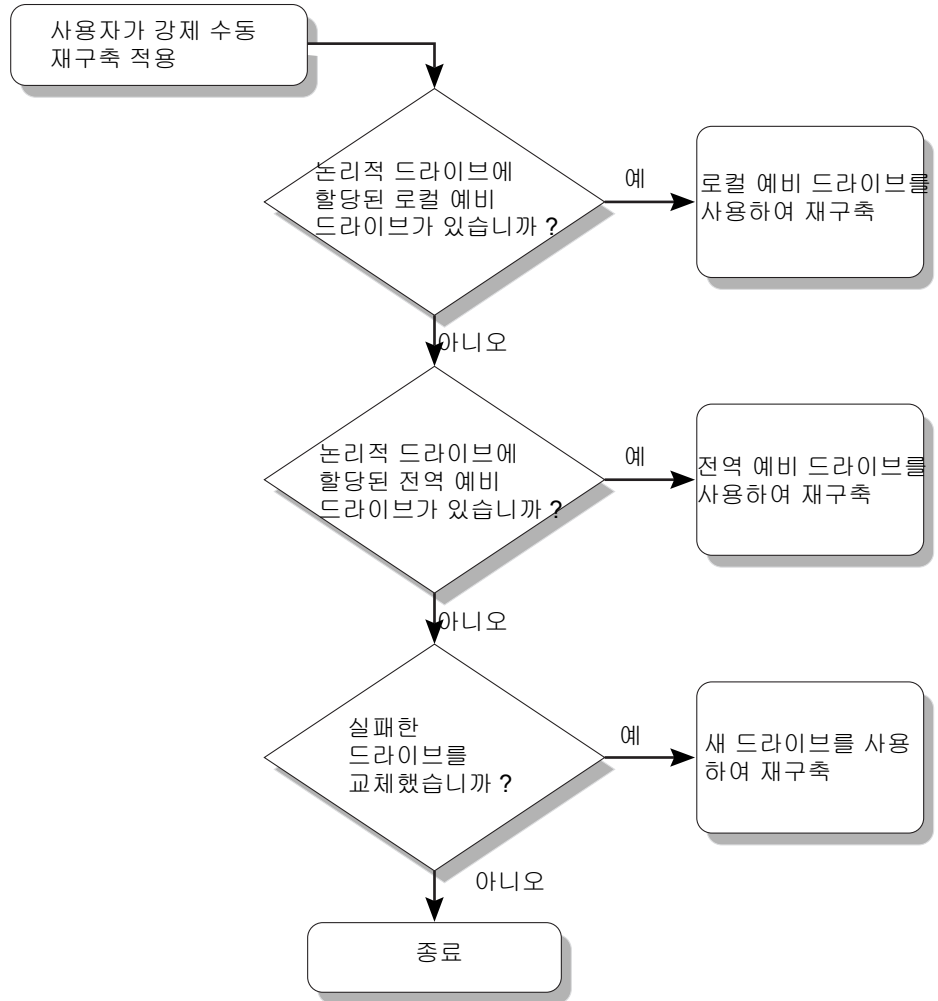 사용자가 강제 수동
재구축 적용
논리적 드라이브에
할당된 로컬 예비
드라이브가 있습니까 ?
예
로컬 예비 드라이브를
사용하여 재구축
아니오
논리적 드라이브에
할당된 전역 예비
드라이브가 있습니까 ?
예
전역 예비 드라이브를
사용하여 재구축
아니오
실패한
드라이브를
교체했습니까 ?
예
새 드라이브를 사용
하여 재구축
아니오
종료